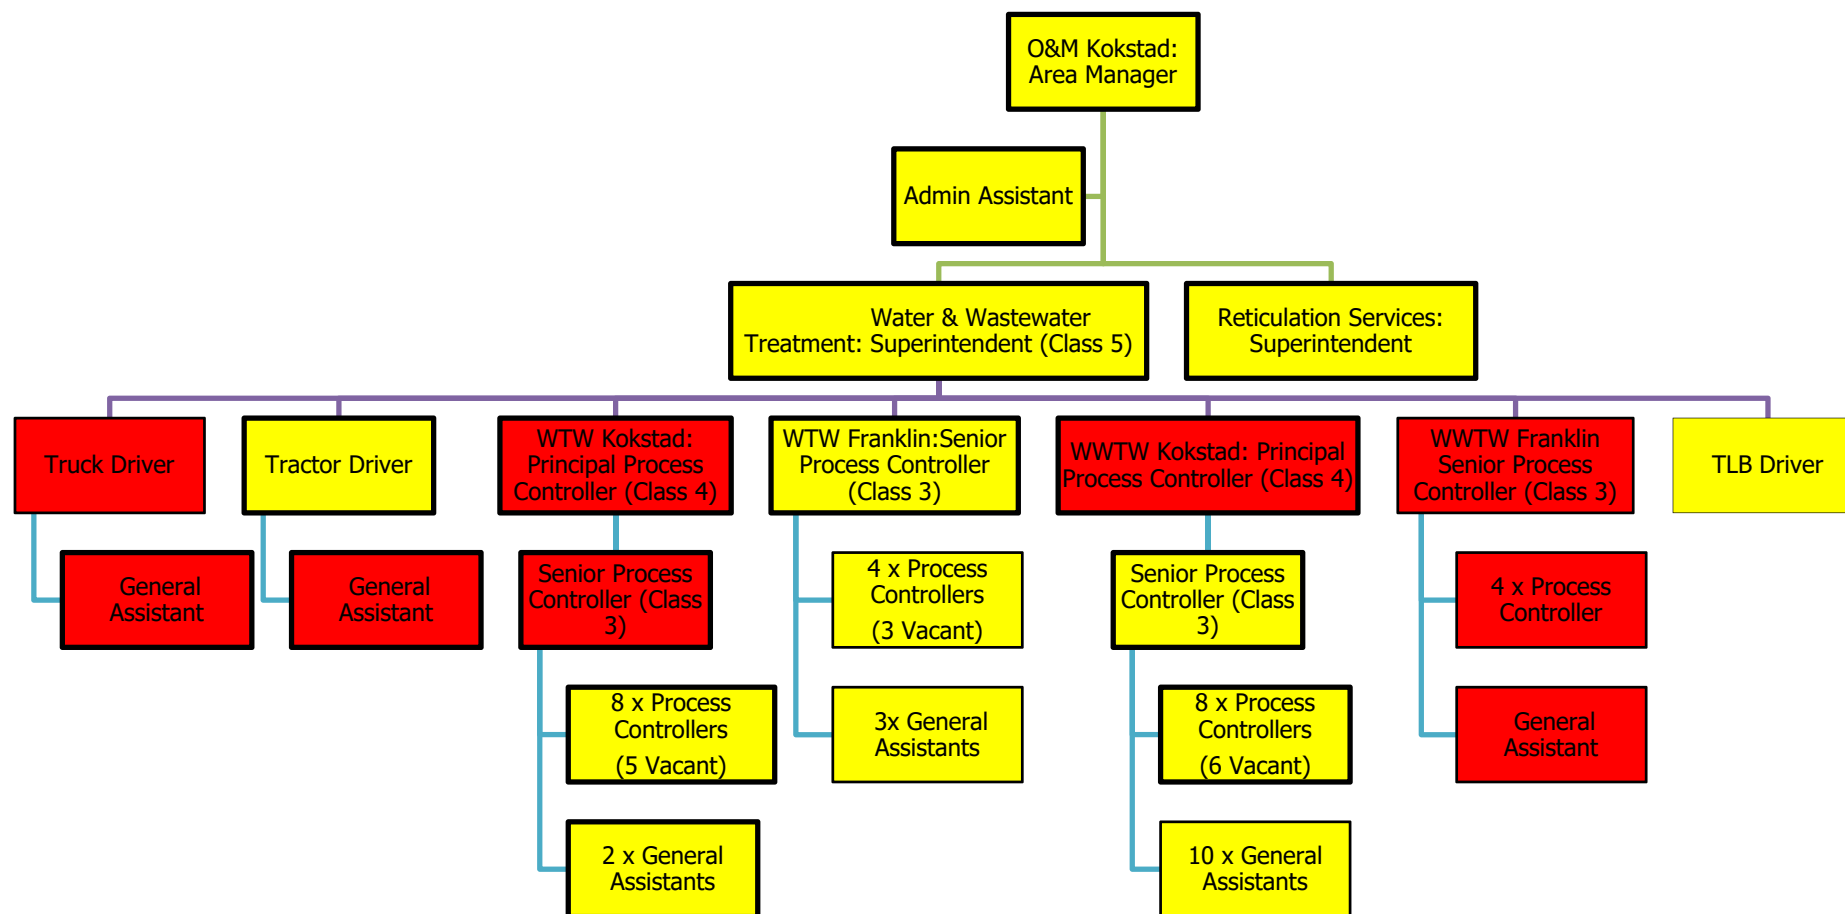 O&M Kokstad:
Area Manager
Admin Assistant
Water & Wastewater
Treatment: Superintendent (Class 5)
Reticulation Services:
Superintendent
Truck Driver
Tractor Driver
WTW Kokstad:
Principal Process
Controller (Class 4)
WTW Franklin:Senior
Process Controller
(Class 3)
WWTW Kokstad: Principal
Process Controller (Class 4)
WWTW Franklin
Senior Process
Controller (Class 3)
TLB Driver
General
Assistant
General
Assistant
Senior Process
Controller (Class
3)
4 x Process
Controllers
(3 Vacant)
Senior Process
Controller (Class
3)
4 x Process
Controller
8 x Process
Controllers
(5 Vacant)
3x General
Assistants
8 x Process
Controllers
(6 Vacant)
General
Assistant
2 x General
Assistants
10 x General
Assistants